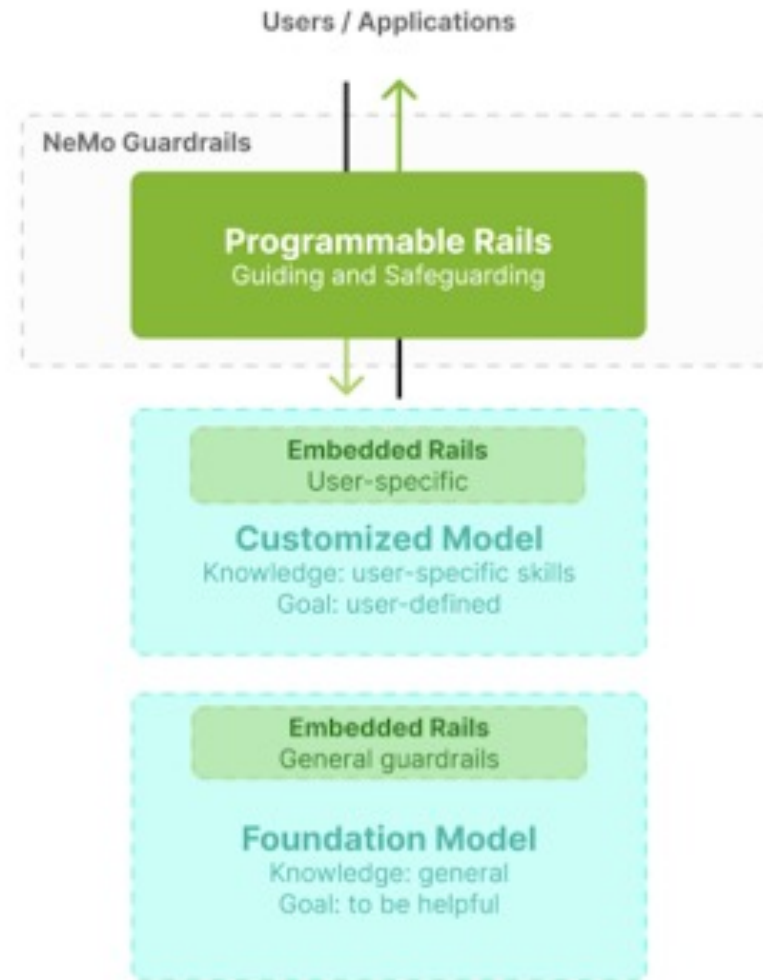 Users / Applications
NeMo Guardrails
Programmable Rails
Guiding and Safeguarding
Embedded Rails
User-specific
Customized Model
Knowledge: user-specific skills
Goal: user-defined
Embedded Rails
General guardrails
Foundation Model
Knowledge: general
Goal: to be helpful